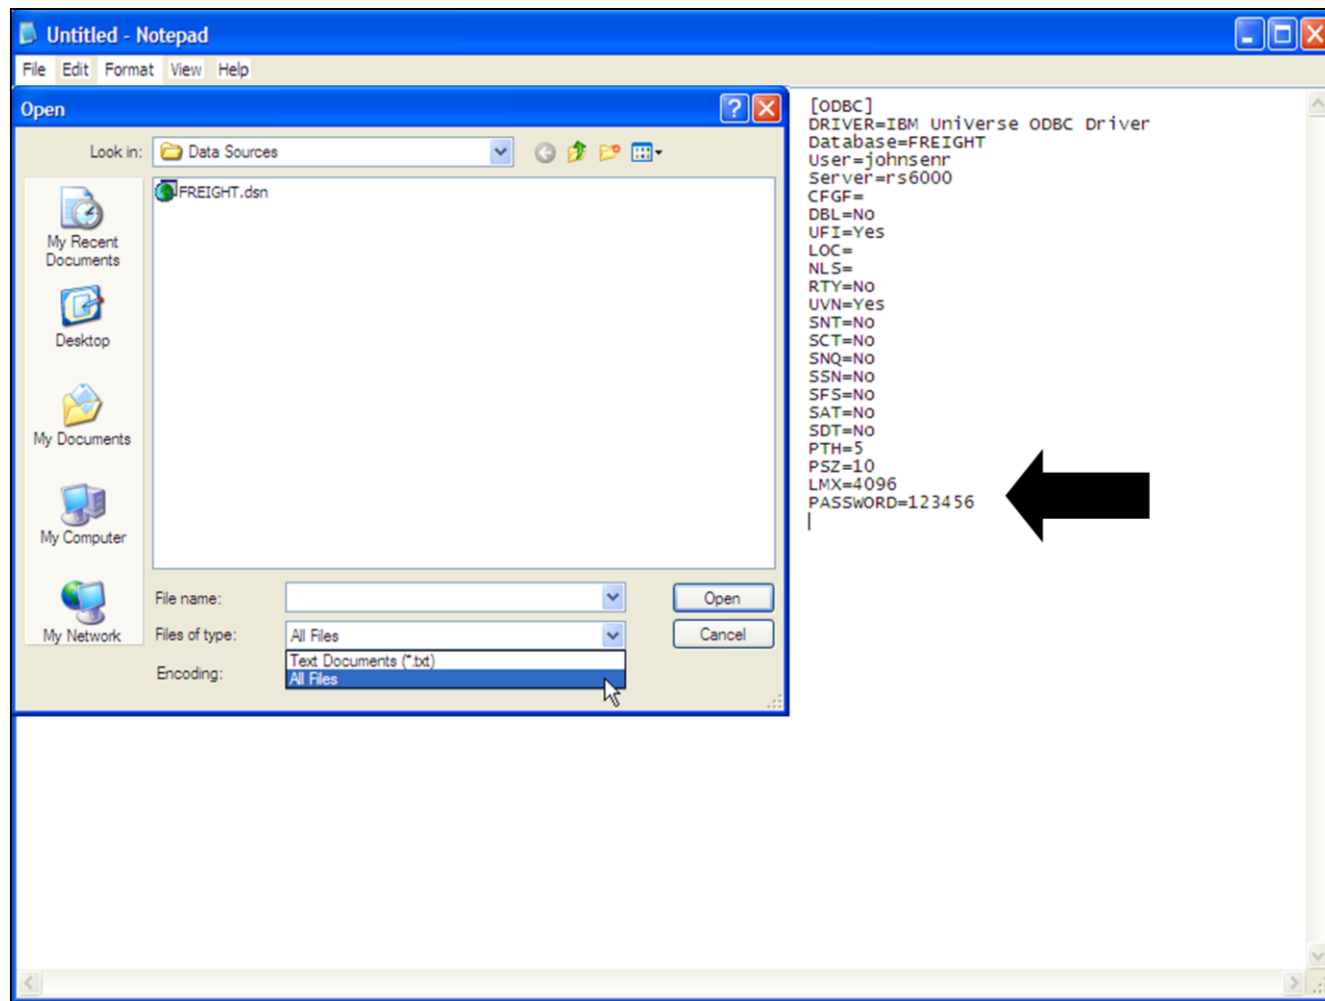 Untitled - Notepad
File Edit Format View Help
Open
Look in: Data Sources
FREIGHT.dsn
My Recent
Documents
Desktop
My Documents
My Computer
My Network
File name:
Open
Files of type: All Files
Cancel
Text Documents (*.txt)
Encoding: All Files
[ODBC]
DRIVER=IBM UniVerse ODBC Driver
Database=FREIGHT
User=johnsenr
Server=rs6000
CFGF=
DBL=No
UFI=Yes
LOC=
NLS=
RTY=No
UVN=Yes
SNT=No
SCT=No
SNQ=No
SSN=No
SFS=No
SAT=No
SDT=No
PTH=5
PSZ=10
LMX=4096
PASSWORD=123456